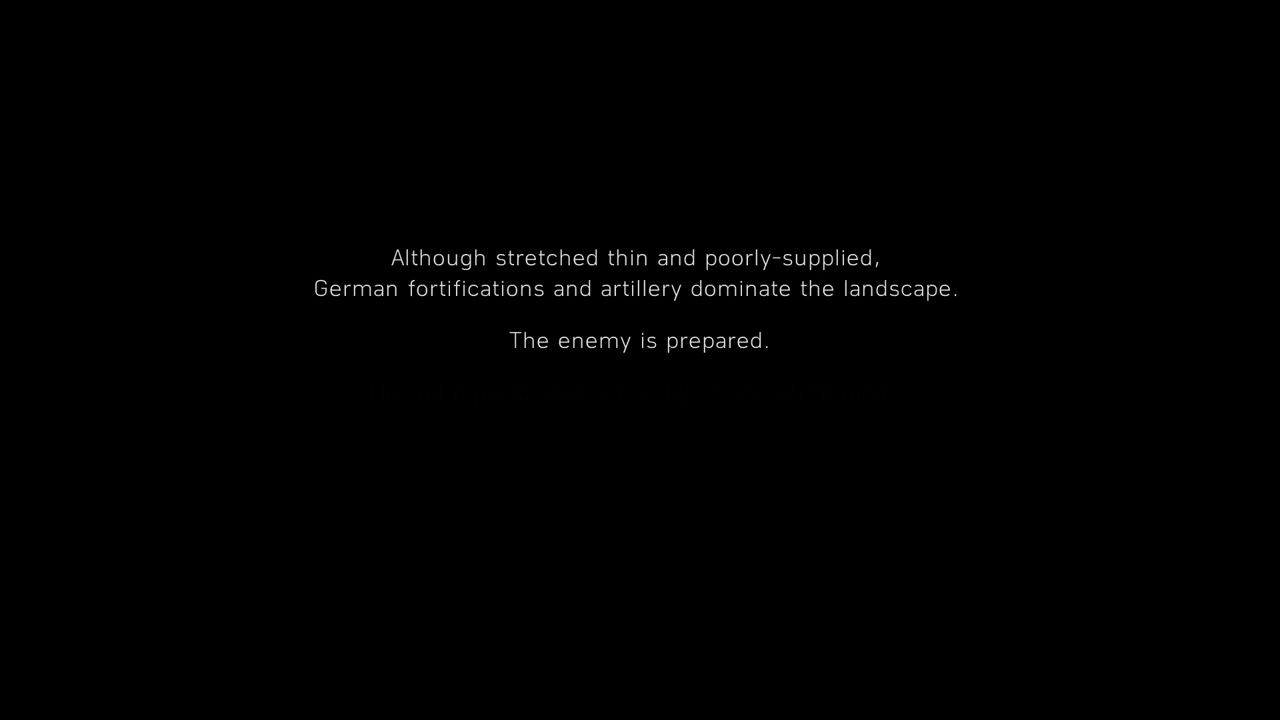 Although stretched thin and poorly-supplied,
German fortifications and artillery dominate the landscape.
The enemy is prepared.